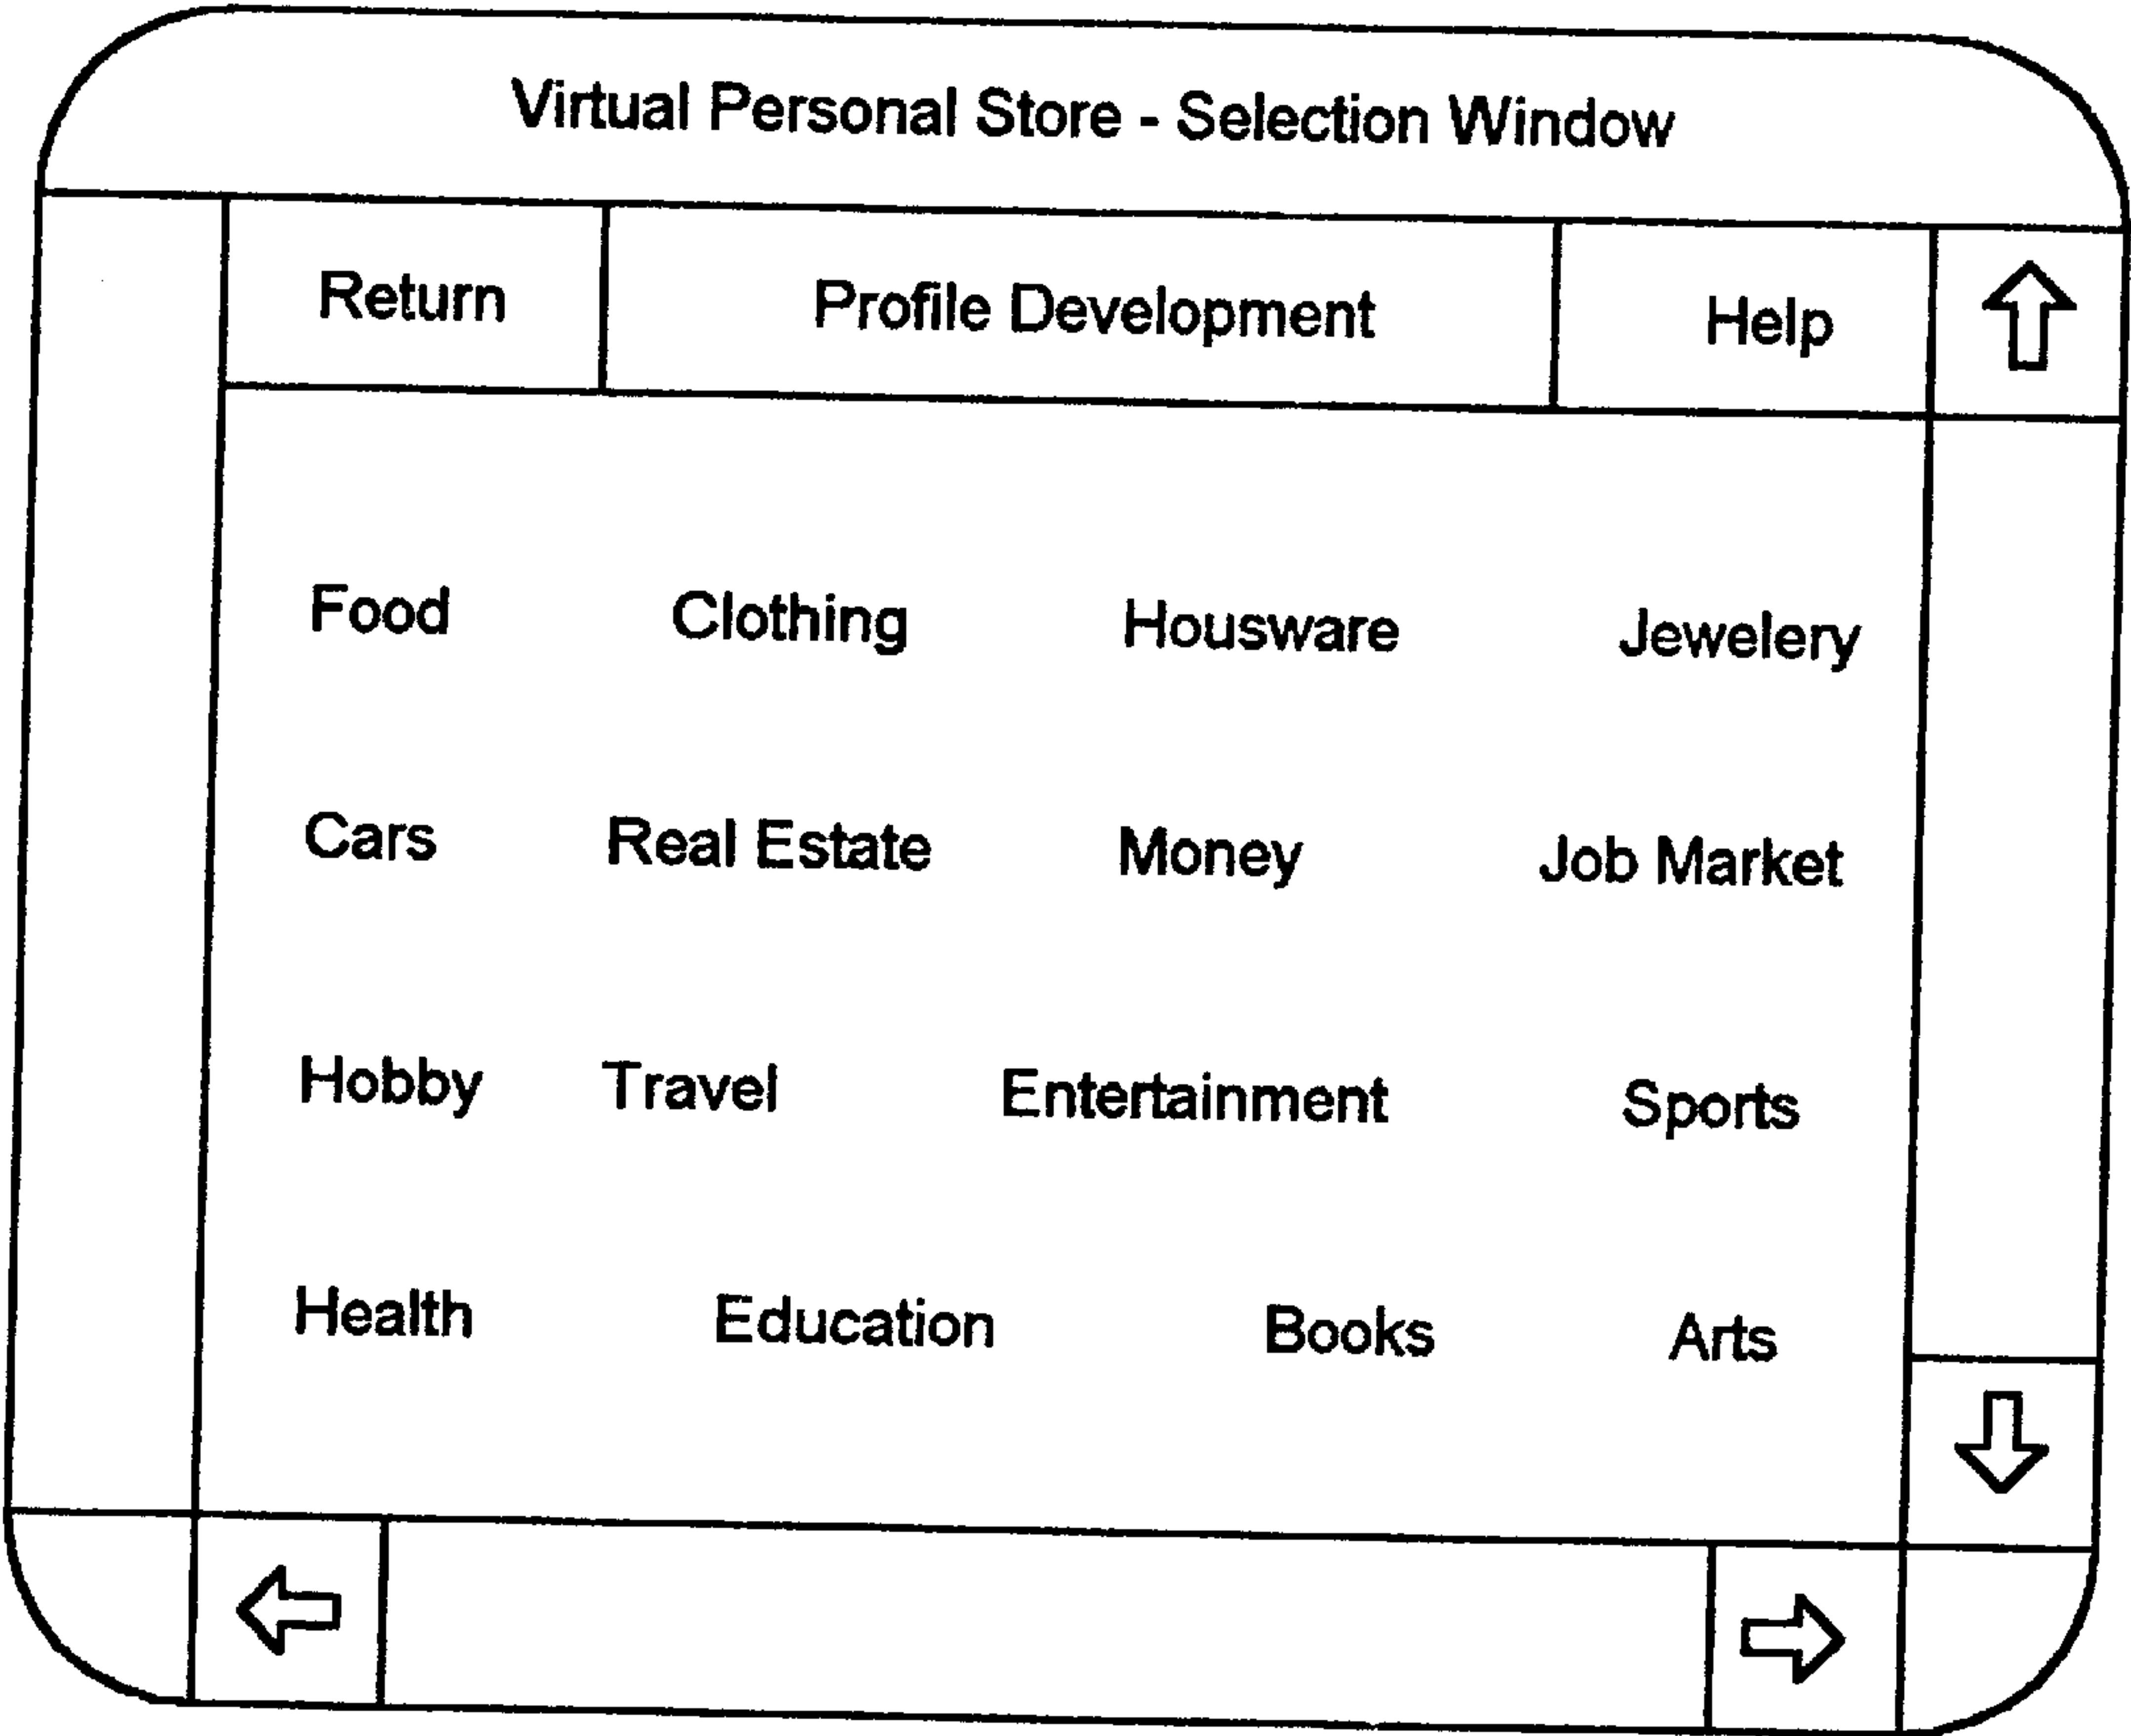 Virtual Personal Store - Selection Window
Return Profile Development Help
Food Clothing Housware Jewelery
Cars Real Estate Money Job Market
Hobby Travel Entertainment Sports
Health Education Books Arts